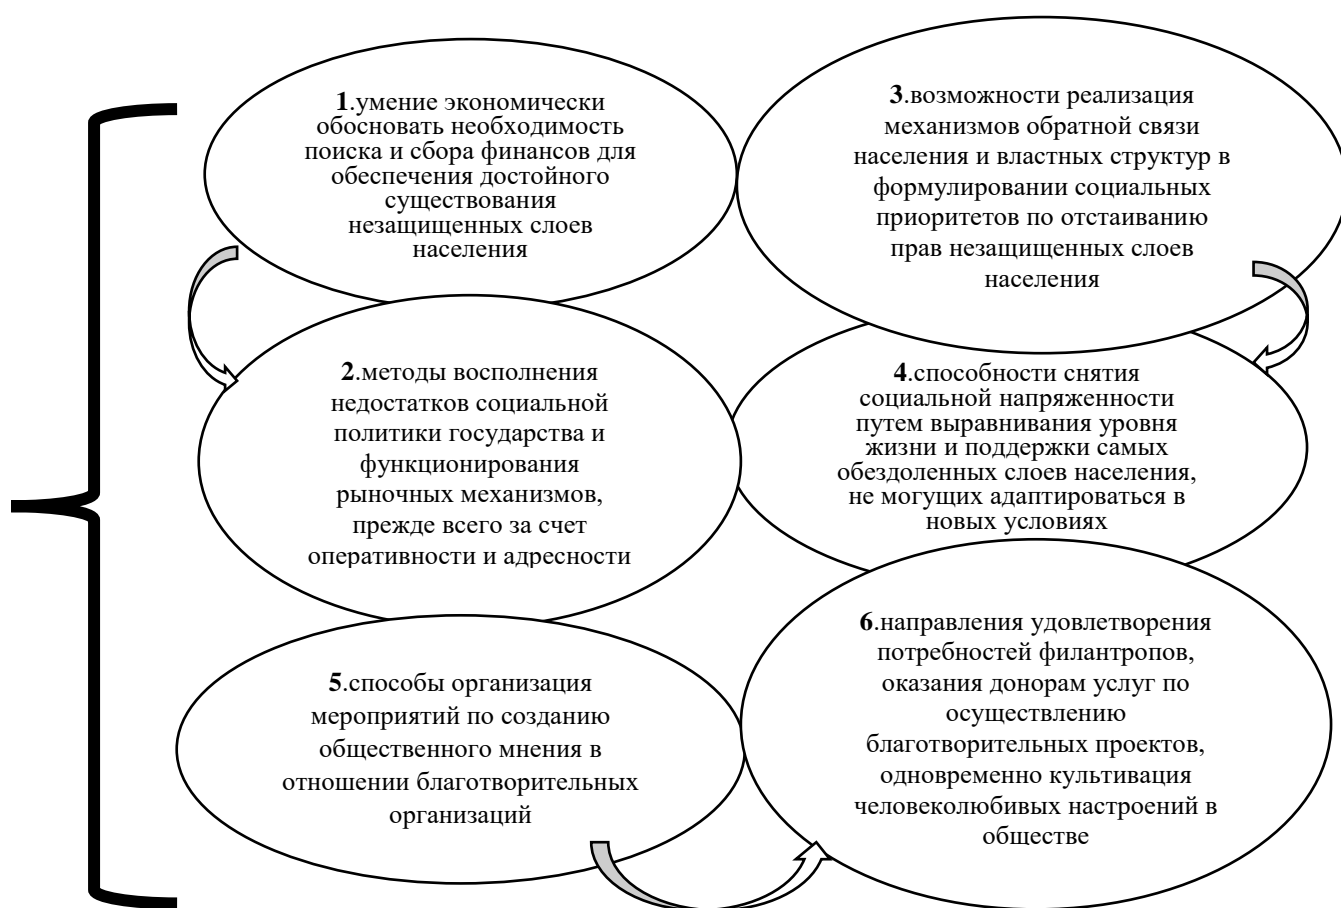 1.умение экономически
обосновать необходимость
поиска и сбора финансов для
обеспечения достойного
существования
незащищенных слоев
населения
2.методы восполнения
недостатков социальной
политики государства и
функционирования
рыночных механизмов,
прежде всего за счет
оперативности и адресности
3.возможности реализация
механизмов обратной связи
населения и властных структур в
формулировании социальных
приоритетов по отстаиванию
прав незащищенных слоев
населения
4.способности снятия
социальной напряженности
путем выравнивания уровня
жизни и поддержки самых
обездоленных слоев населения,
не могущих адаптироваться в
новых условиях
5.способы организация
мероприятий по созданию
общественного мнения в
отношении благотворительных
организаций
6.направления удовлетворения
потребностей филантропов,
оказания донорам услуг по
осуществлению
благотворительных проектов,
одновременно культивация
человеколюбивых настроений в
обществе